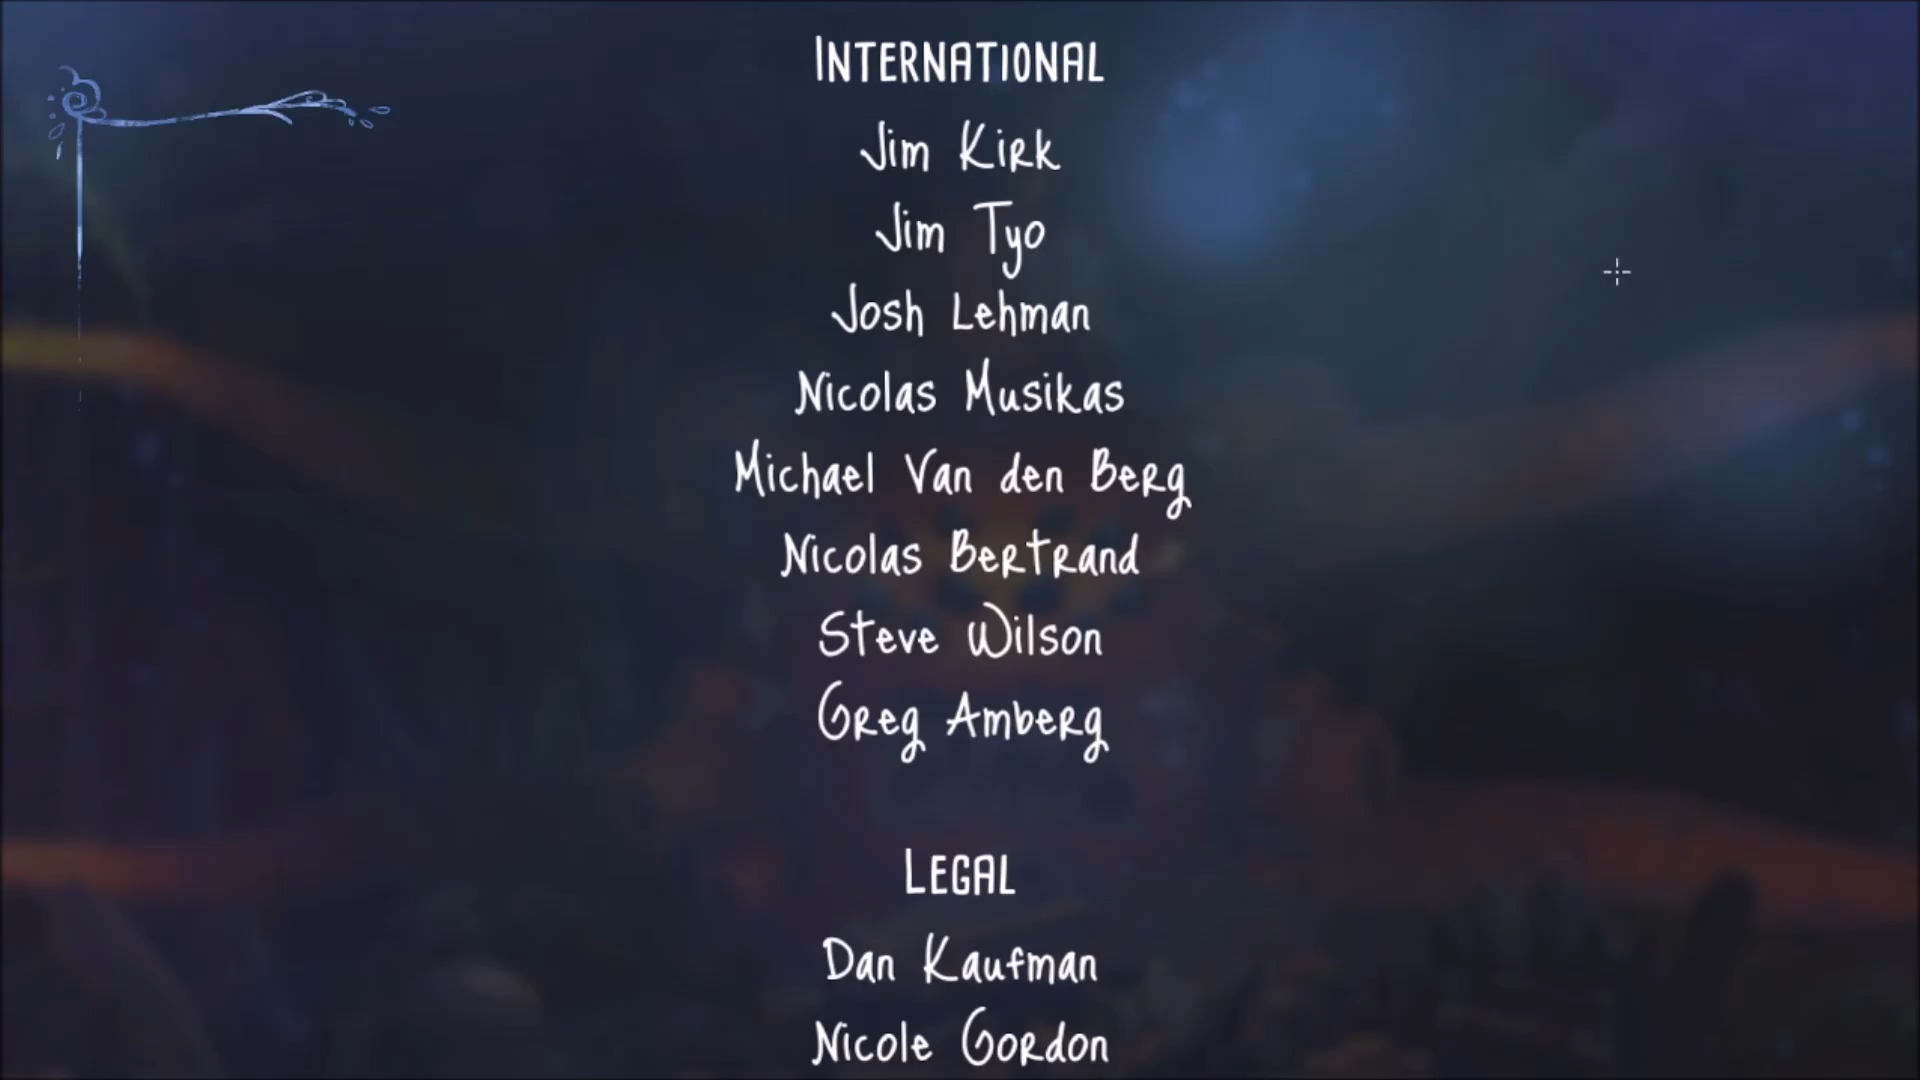 International
Jim Kirk
Jim Tyo
Josh Lehman
Nicolas Musikas
Michael Van den Berg
Nicolas Bertrand
Steve Wilson
Greg Amberg
Legal
Dan Kaufman
Nicole Gordon